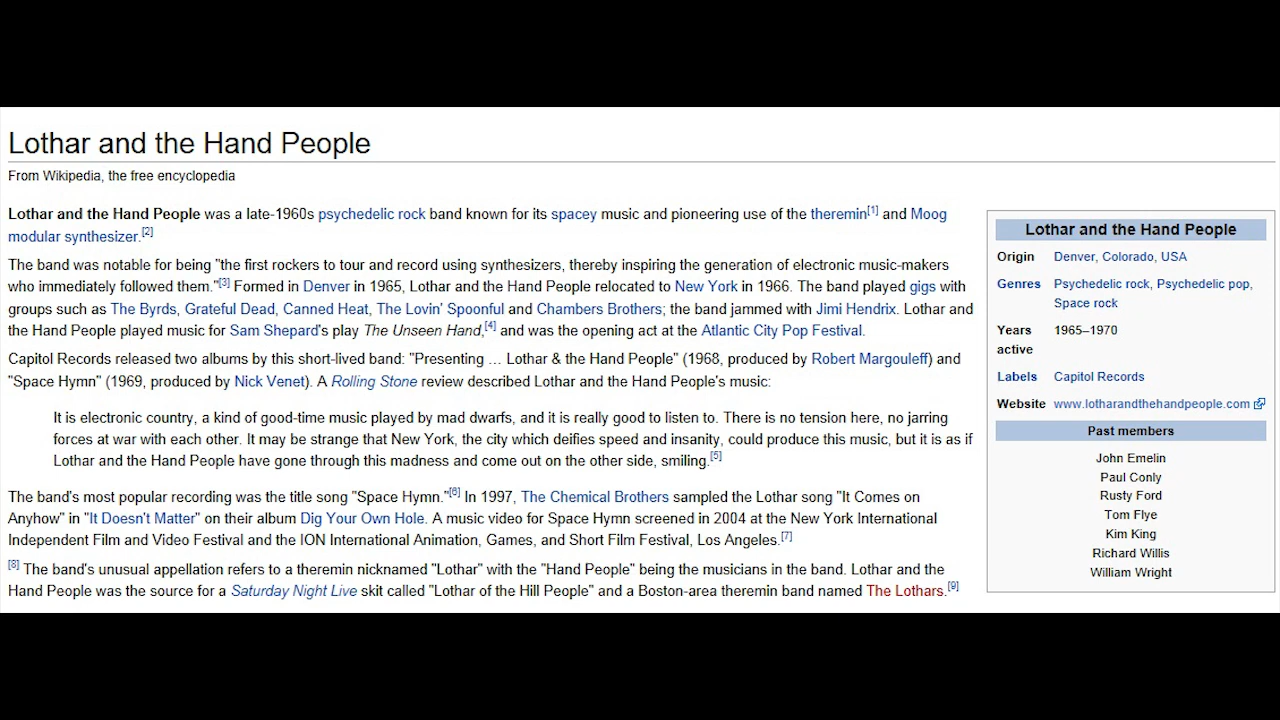 Lothar and the Hand People
From Wikipedia, the free encyclopedia
Lothar and the Hand People was a late-1960s psychedelic rock band known for its spacey music and pioneering use of the theremin[1] and Moog
modular synthesizer.[2]
The band was notable for being "the first rockers to tour and record using synthesizers, thereby inspiring the generation of electronic music-makers
who immediately followed them."[3] Formed in Denver in 1965, Lothar and the Hand People relocated to New York in 1966. The band played gigs with
groups such as The Byrds, Grateful Dead, Canned Heat, The Lovin' Spoonful and Chambers Brothers; the band jammed with Jimi Hendrix. Lothar and
the Hand People played music for Sam Shepard's play The Unseen Hand,[4] and was the opening act at the Atlantic City Pop Festival.
Capitol Records released two albums by this short-lived band: "Presenting … Lothar & the Hand People" (1968, produced by Robert Margouleff) and
"Space Hymn" (1969, produced by Nick Venet). A Rolling Stone review described Lothar and the Hand People's music:
It is electronic country, a kind of good-time music played by mad dwarfs, and it is really good to listen to. There is no tension here, no jarring
forces at war with each other. It may be strange that New York, the city which deifies speed and insanity, could produce this music, but it is as if
Lothar and the Hand People have gone through this madness and come out on the other side, smiling.[5]
The band's most popular recording was the title song "Space Hymn."[6] In 1997, The Chemical Brothers sampled the Lothar song "It Comes on
Anyhow" in "It Doesn't Matter" on their album Dig Your Own Hole. A music video for Space Hymn screened in 2004 at the New York International
Independent Film and Video Festival and the ION International Animation, Games, and Short Film Festival, Los Angeles.[7]
[8] The band's unusual appellation refers to a theremin nicknamed "Lothar" with the "Hand People" being the musicians in the band. Lothar and the
Hand People was the source for a Saturday Night Live skit called "Lothar of the Hill People" and a Boston-area theremin band named The Lothars.[9]
Lothar and the Hand People
Origin Denver, Colorado, USA
Genres Psychedelic rock, Psychedelic pop,
Space rock
Years 1965–1970
active
Labels Capitol Records
Website www.lotharandthehandpeople.com
Past members
John Emelin
Paul Conly
Rusty Ford
Tom Flye
Kim King
Richard Willis
William Wright